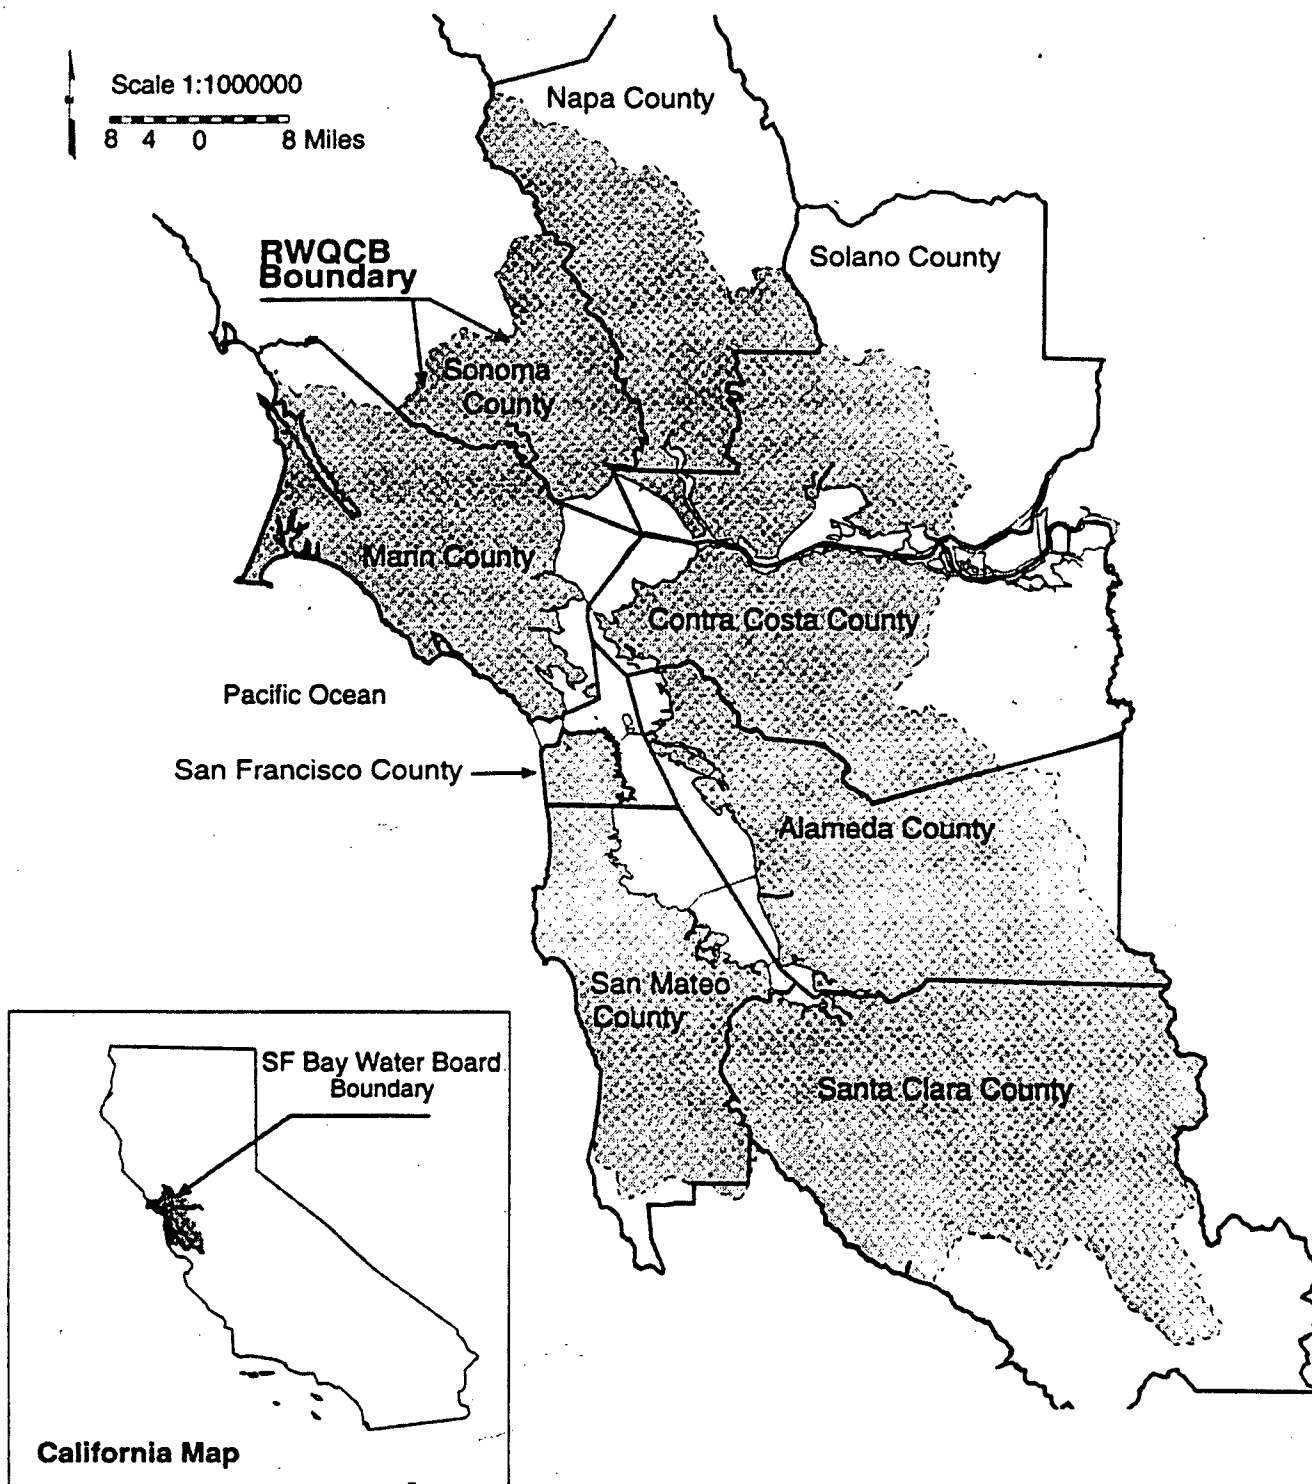 Scale 1:1000000
8 4 0 8 Miles
Napa County
RWQCB
Boundary
Solano County
Sonoma
County
Marin County
Contra Costa County
Pacific Ocean
San Francisco County
Alameda County
San Mateo
County
Santa Clara County
SF Bay Water Board
Boundary
California Map